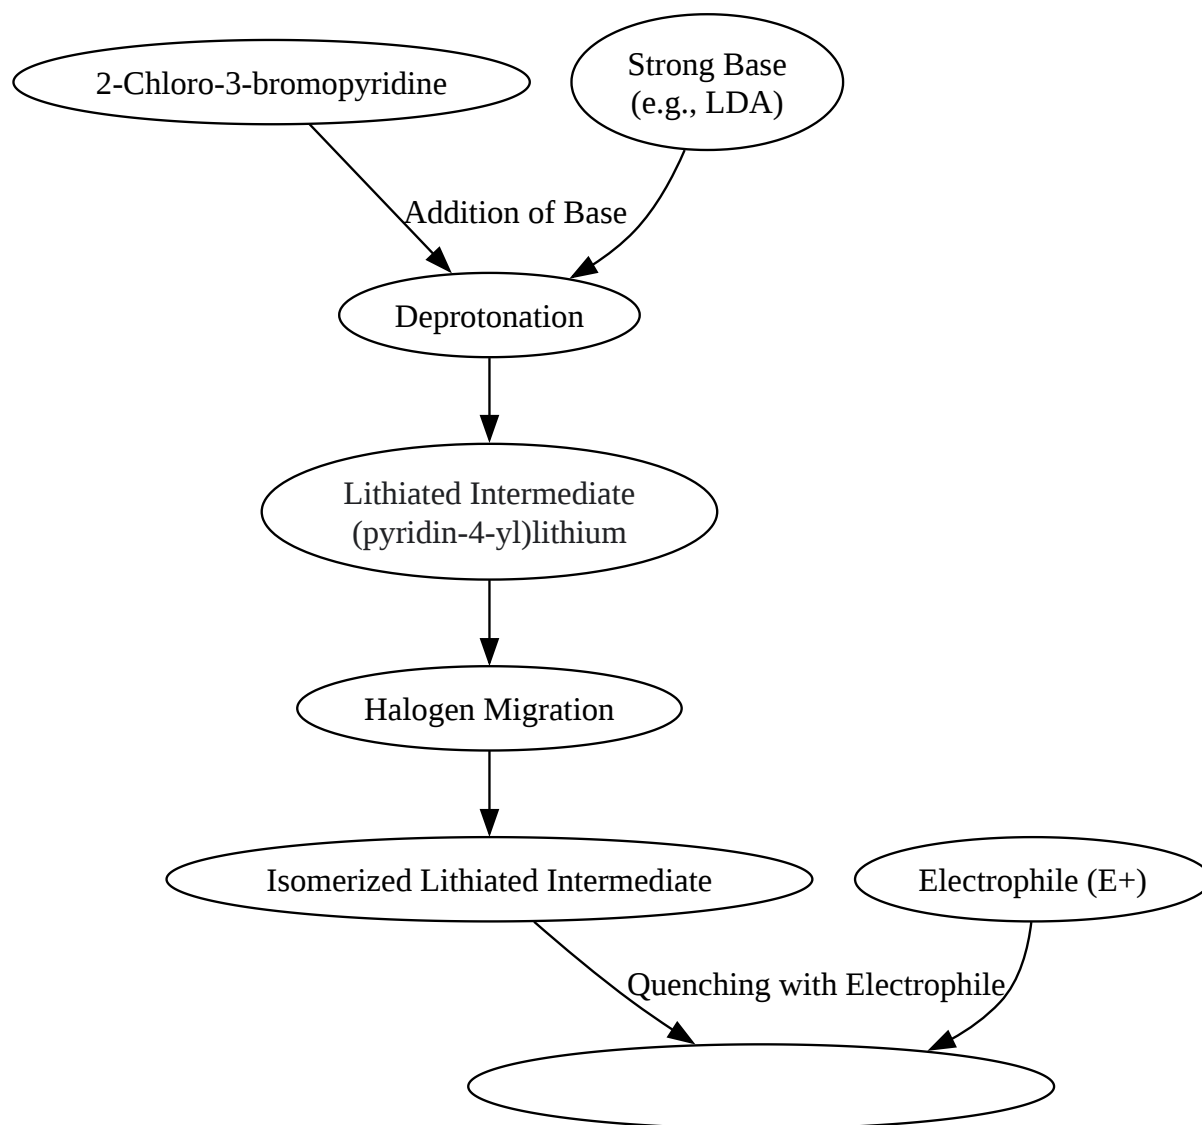 2-Chloro-3-bromopyridine
Strong Base
(e.g., LDA)
Addition of Base
Deprotonation
Lithiated Intermediate
(pyridin-4-yl)lithium
Halogen Migration
Isomerized Lithiated Intermediate
Electrophile (E+)
Quenching with Electrophile